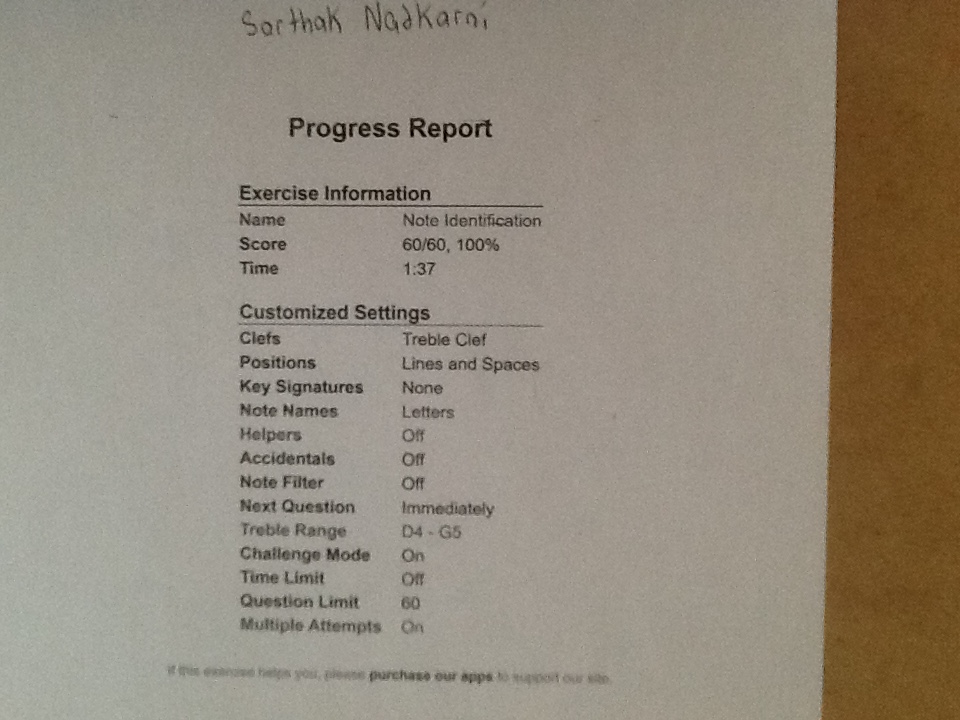 Sarthak Nadkarni
Progress Report
Exercise Information
Name Note Identification
Score 60/60, 100%
Time 1:37
Customized Settings
Clefs Treble Clef
Positions Lines and Spaces
Key Signatures None
Note Names Letters
Helpers Off
Accidentals Off
Note Filter Off
Next Question Immediately
Treble Range D4 - G5
Challenge Mode On
Time Limit Off
Question Limit 60
Multiple Attempts On
If this exercise helps you, please purchase our apps to support our site.